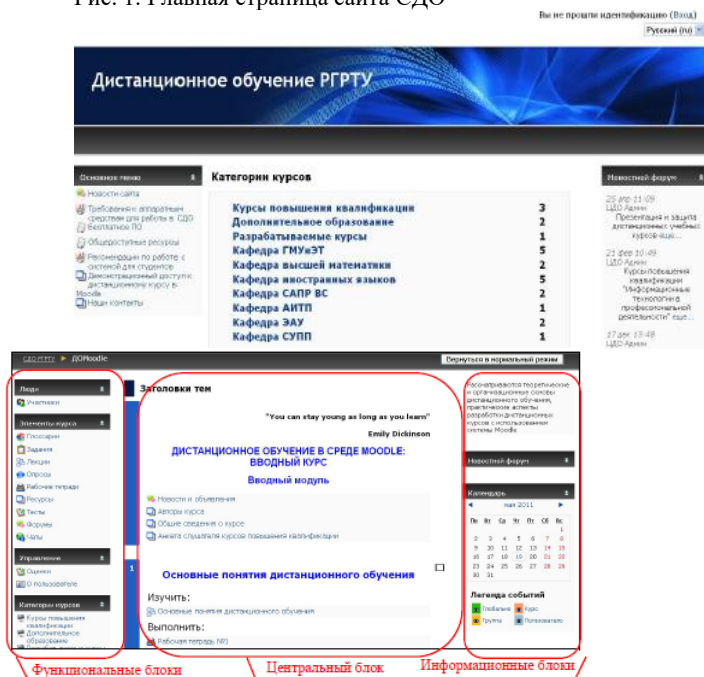 Рис. 1. Главная страница сайта СДО
Вы не прошли идентификацию (Вход)
Русский (ru)
Дистанционное обучение РГРТУ
Основное меню
Новости сайта
Требования к аппаратным
средствам для работы в СДО
Бесплатное ПО
Общедоступные ресурсы
Рекомендации по работе с
системой для студентов
Демонстрационный доступ к
дистанционному курсу в
Moodle
Наши контакты
Категории курсов
Курсы повышения квалификации 3
Дополнительное образование 2
Разрабатываемые курсы 1
Кафедра ГМУиЭТ 5
Кафедра высшей математики 2
Кафедра иностранных языков 5
Кафедра САПР ВС 2
Кафедра АИТП 1
Кафедра ЭАУ 2
Кафедра СУПП 1
Новостной форум
25 апр 11:09
ЦДО Админ
Презентация и защита
дистанционных учебных
курсов еще...
21 фев 10:49
ЦДО Админ
Курсы повышения
квалификации
"Информационные
технологии в
профессиональной
деятельности" еще...
17 дек 13:48
ЦДО Админ
СДО РГРТУ ► ДОMoodle
Вернуться в нормальный режим
Люди
Участники
Элементы курса
Глоссарии
Задания
Лекции
Опросы
Рабочие тетради
Ресурсы
Тесты
Форумы
Чаты
Управление
Оценки
О пользователе
Категории курсов
Курсы повышения
квалификации
Дополнительное
образование
Заголовки тем
"You can stay young as long as you learn"
Emily Dickinson
ДИСТАНЦИОННОЕ ОБУЧЕНИЕ В СРЕДЕ MOODLE:
ВВОДНЫЙ КУРС
Вводный модуль
Новости и объявления
Авторы курса
Общие сведения о курсе
Анкета слушателя курсов повышения квалификации
1
Основные понятия дистанционного обучения
Изучить:
Основные понятия дистанционного обучения
Выполнить:
Рабочая тетрадь №1
Рассматриваются теоретические
и организационные основы
дистанционного обучения,
практические аспекты
разработки дистанционных
курсов с использованием
системы Moodle
Новостной форум
Календарь
◄ мая 2011 ►
Пн Вт Ср Чт Пт Сб Вс
1
2 3 4 5 6 7 8
9 10 11 12 13 14 15
16 17 18 19 20 21 22
23 24 25 26 27 28 29
30 31
Легенда событий
Глобальное Курс
Группа Пользователь
Функциональные блоки
Центральный блок
Информационные блоки